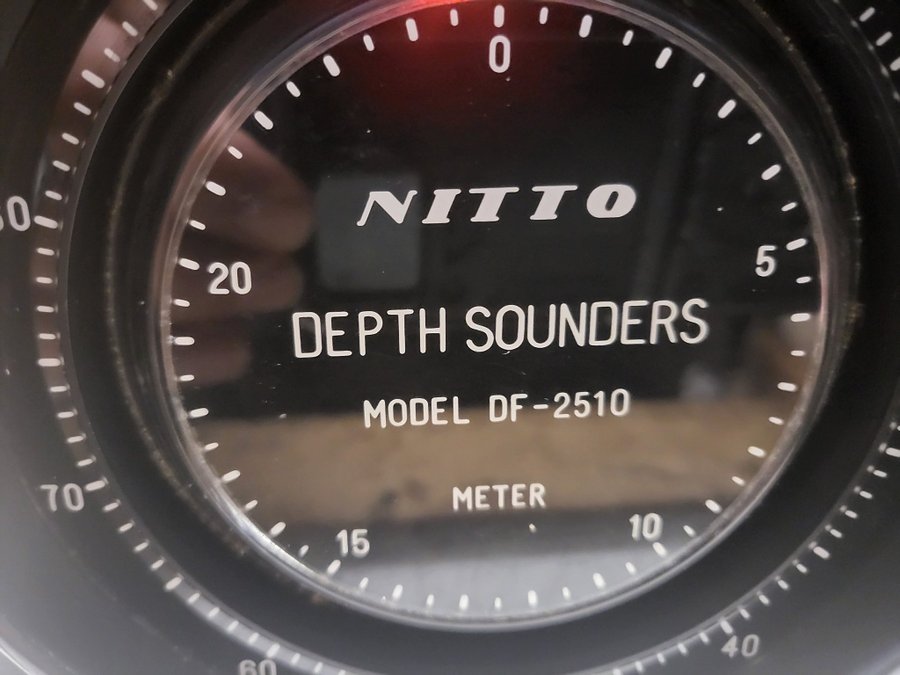 0
NITTO
5
20
DEPTH SOUNDERS
MODEL DF-2510
METER
70
15
10
60
40